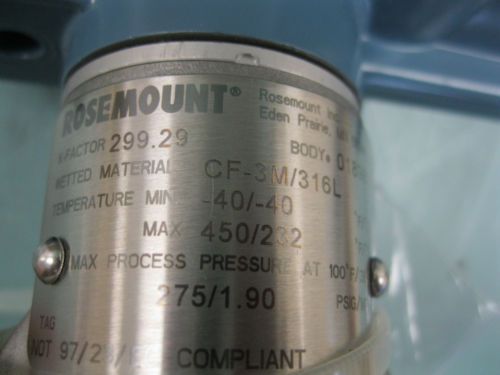 ROSEMOUNT®
Rosemount Inc
Eden Prairie,
K-FACTOR 299.29
BODY
WETTED MATERIAL CF-3M/316L
TEMPERATURE MIN. -40/-40
MAX 450/232
MAX PROCESS PRESSURE AT 100°F/
275/1.90 PSIG/
TAG
NOT 97/23/ COMPLIANT